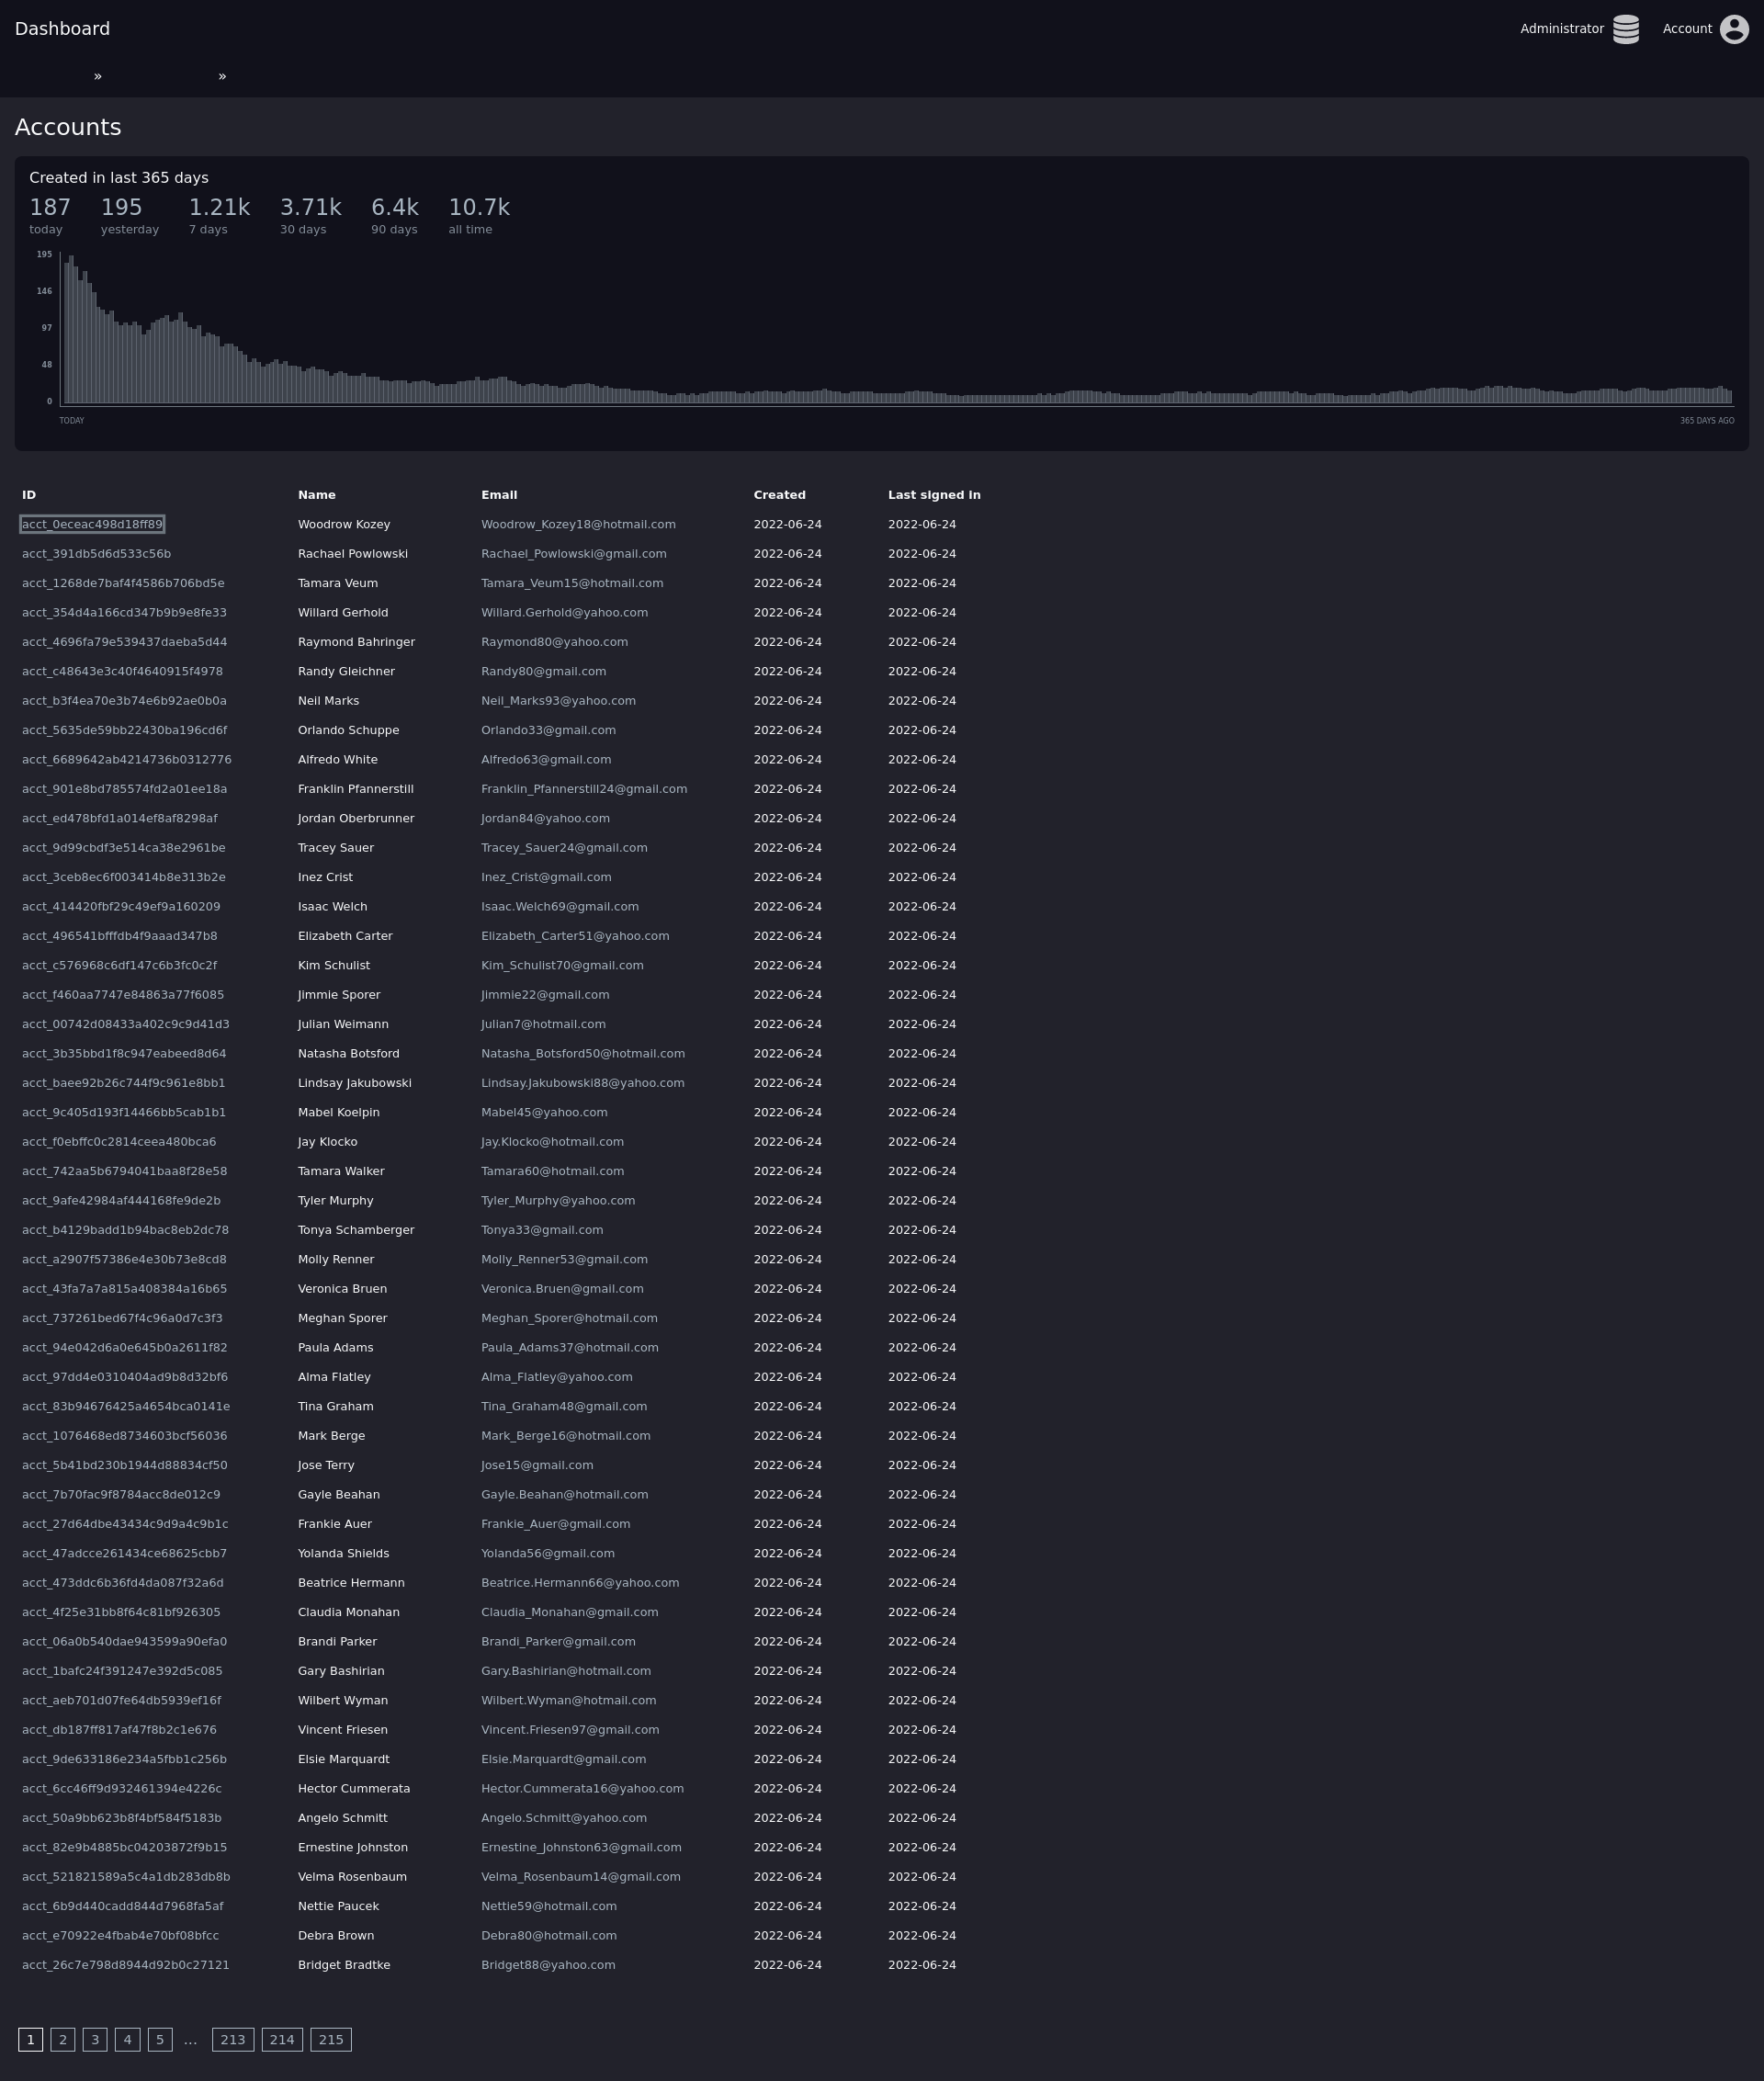 Dashboard
Administrator
Account
»
»
Accounts
Created in last 365 days
187 195 1.21k 3.71k 6.4k 10.7k
today yesterday 7 days 30 days 90 days all time
195
146
97
48
0
TODAY 365 DAYS AGO
ID Name Email Created Last signed in
acct_0eceac498d18ff89 Woodrow Kozey Woodrow_Kozey18@hotmail.com 2022-06-24 2022-06-24
acct_391db5d6d533c56b Rachael Powlowski Rachael_Powlowski@gmail.com 2022-06-24 2022-06-24
acct_1268de7baf4f4586b706bd5e Tamara Veum Tamara_Veum15@hotmail.com 2022-06-24 2022-06-24
acct_354d4a166cd347b9b9e8fe33 Willard Gerhold Willard.Gerhold@yahoo.com 2022-06-24 2022-06-24
acct_4696fa79e539437daeba5d44 Raymond Bahringer Raymond80@yahoo.com 2022-06-24 2022-06-24
acct_c48643e3c40f4640915f4978 Randy Gleichner Randy80@gmail.com 2022-06-24 2022-06-24
acct_b3f4ea70e3b74e6b92ae0b0a Neil Marks Neil_Marks93@yahoo.com 2022-06-24 2022-06-24
acct_5635de59bb22430ba196cd6f Orlando Schuppe Orlando33@gmail.com 2022-06-24 2022-06-24
acct_6689642ab4214736b0312776 Alfredo White Alfredo63@gmail.com 2022-06-24 2022-06-24
acct_901e8bd785574fd2a01ee18a Franklin Pfannerstill Franklin_Pfannerstill24@gmail.com 2022-06-24 2022-06-24
acct_ed478bfd1a014ef8af8298af Jordan Oberbrunner Jordan84@yahoo.com 2022-06-24 2022-06-24
acct_9d99cbdf3e514ca38e2961be Tracey Sauer Tracey_Sauer24@gmail.com 2022-06-24 2022-06-24
acct_3ceb8ec6f003414b8e313b2e Inez Crist Inez_Crist@gmail.com 2022-06-24 2022-06-24
acct_414420fbf29c49ef9a160209 Isaac Welch Isaac.Welch69@gmail.com 2022-06-24 2022-06-24
acct_496541bfffdb4f9aaad347b8 Elizabeth Carter Elizabeth_Carter51@yahoo.com 2022-06-24 2022-06-24
acct_c576968c6df147c6b3fc0c2f Kim Schulist Kim_Schulist70@gmail.com 2022-06-24 2022-06-24
acct_f460aa7747e84863a77f6085 Jimmie Sporer Jimmie22@gmail.com 2022-06-24 2022-06-24
acct_00742d08433a402c9c9d41d3 Julian Weimann Julian7@hotmail.com 2022-06-24 2022-06-24
acct_3b35bbd1f8c947eabeed8d64 Natasha Botsford Natasha_Botsford50@hotmail.com 2022-06-24 2022-06-24
acct_baee92b26c744f9c961e8bb1 Lindsay Jakubowski Lindsay.Jakubowski88@yahoo.com 2022-06-24 2022-06-24
acct_9c405d193f14466bb5cab1b1 Mabel Koelpin Mabel45@yahoo.com 2022-06-24 2022-06-24
acct_f0ebffc0c2814ceea480bca6 Jay Klocko Jay.Klocko@hotmail.com 2022-06-24 2022-06-24
acct_742aa5b6794041baa8f28e58 Tamara Walker Tamara60@hotmail.com 2022-06-24 2022-06-24
acct_9afe42984af444168fe9de2b Tyler Murphy Tyler_Murphy@yahoo.com 2022-06-24 2022-06-24
acct_b4129badd1b94bac8eb2dc78 Tonya Schamberger Tonya33@gmail.com 2022-06-24 2022-06-24
acct_a2907f57386e4e30b73e8cd8 Molly Renner Molly_Renner53@gmail.com 2022-06-24 2022-06-24
acct_43fa7a7a815a408384a16b65 Veronica Bruen Veronica.Bruen@gmail.com 2022-06-24 2022-06-24
acct_737261bed67f4c96a0d7c3f3 Meghan Sporer Meghan_Sporer@hotmail.com 2022-06-24 2022-06-24
acct_94e042d6a0e645b0a2611f82 Paula Adams Paula_Adams37@hotmail.com 2022-06-24 2022-06-24
acct_97dd4e0310404ad9b8d32bf6 Alma Flatley Alma_Flatley@yahoo.com 2022-06-24 2022-06-24
acct_83b94676425a4654bca0141e Tina Graham Tina_Graham48@gmail.com 2022-06-24 2022-06-24
acct_1076468ed8734603bcf56036 Mark Berge Mark_Berge16@hotmail.com 2022-06-24 2022-06-24
acct_5b41bd230b1944d88834cf50 Jose Terry Jose15@gmail.com 2022-06-24 2022-06-24
acct_7b70fac9f8784acc8de012c9 Gayle Beahan Gayle.Beahan@hotmail.com 2022-06-24 2022-06-24
acct_27d64dbe43434c9d9a4c9b1c Frankie Auer Frankie_Auer@gmail.com 2022-06-24 2022-06-24
acct_47adcce261434ce68625cbb7 Yolanda Shields Yolanda56@gmail.com 2022-06-24 2022-06-24
acct_473ddc6b36fd4da087f32a6d Beatrice Hermann Beatrice.Hermann66@yahoo.com 2022-06-24 2022-06-24
acct_4f25e31bb8f64c81bf926305 Claudia Monahan Claudia_Monahan@gmail.com 2022-06-24 2022-06-24
acct_06a0b540dae943599a90efa0 Brandi Parker Brandi_Parker@gmail.com 2022-06-24 2022-06-24
acct_1bafc24f391247e392d5c085 Gary Bashirian Gary.Bashirian@hotmail.com 2022-06-24 2022-06-24
acct_aeb701d07fe64db5939ef16f Wilbert Wyman Wilbert.Wyman@hotmail.com 2022-06-24 2022-06-24
acct_db187ff817af47f8b2c1e676 Vincent Friesen Vincent.Friesen97@gmail.com 2022-06-24 2022-06-24
acct_9de633186e234a5fbb1c256b Elsie Marquardt Elsie.Marquardt@gmail.com 2022-06-24 2022-06-24
acct_6cc46ff9d932461394e4226c Hector Cummerata Hector.Cummerata16@yahoo.com 2022-06-24 2022-06-24
acct_50a9bb623b8f4bf584f5183b Angelo Schmitt Angelo.Schmitt@yahoo.com 2022-06-24 2022-06-24
acct_82e9b4885bc04203872f9b15 Ernestine Johnston Ernestine_Johnston63@gmail.com 2022-06-24 2022-06-24
acct_521821589a5c4a1db283db8b Velma Rosenbaum Velma_Rosenbaum14@gmail.com 2022-06-24 2022-06-24
acct_6b9d440cadd844d7968fa5af Nettie Paucek Nettie59@hotmail.com 2022-06-24 2022-06-24
acct_e70922e4fbab4e70bf08bfcc Debra Brown Debra80@hotmail.com 2022-06-24 2022-06-24
acct_26c7e798d8944d92b0c27121 Bridget Bradtke Bridget88@yahoo.com 2022-06-24 2022-06-24
1 2 3 4 5 … 213 214 215